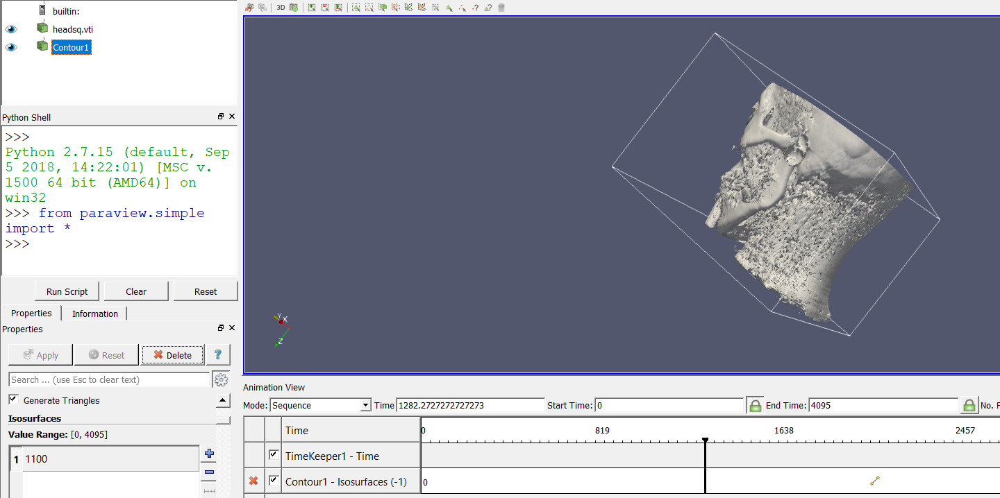 builtin:
headsq.vti
Contour1
Python Shell
>>>
Python 2.7.15 (default, Sep
5 2018, 14:22:01) [MSC v.
1500 64 bit (AMD64)] on
win32
>>> from paraview.simple
import *
>>>
Run Script Clear Reset
Properties Information
Properties
Apply Reset Delete ?
Search ... (use Esc to clear text)
Generate Triangles
Isosurfaces
Value Range: [0, 4095]
1 1100
3D
Y X
Z
Animation View
Mode: Sequence Time 1282.2727272727273 Start Time: 0 End Time: 4095 No. F
Time 0 819 1638 2457
TimeKeeper1 - Time
Contour1 - Isosurfaces (-1) 0